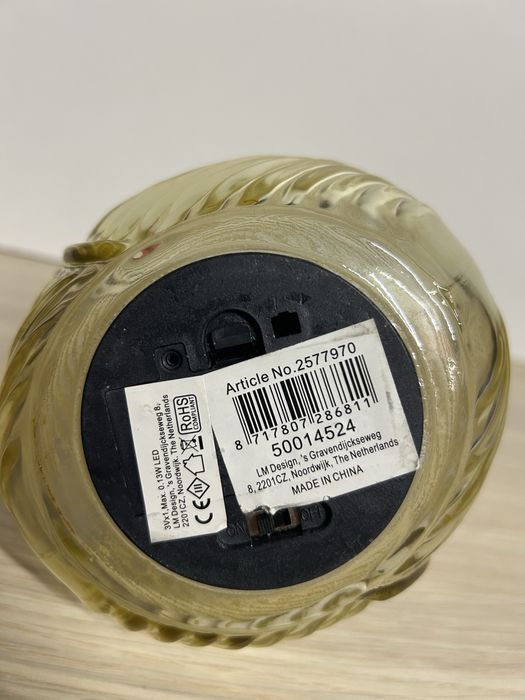 Article No.2577970
8 717807 286811
50014524
LM Design, 's Gravendijckseweg
8, 2201CZ, Noordwijk, The Netherlands
MADE IN CHINA
3Vx1,Max. 0.13W LED
LM Design,'s Gravendijckseweg 8,
2201CZ, Noordwijk, The Netherlands
CE
RoHS
COMPLIANT
ON